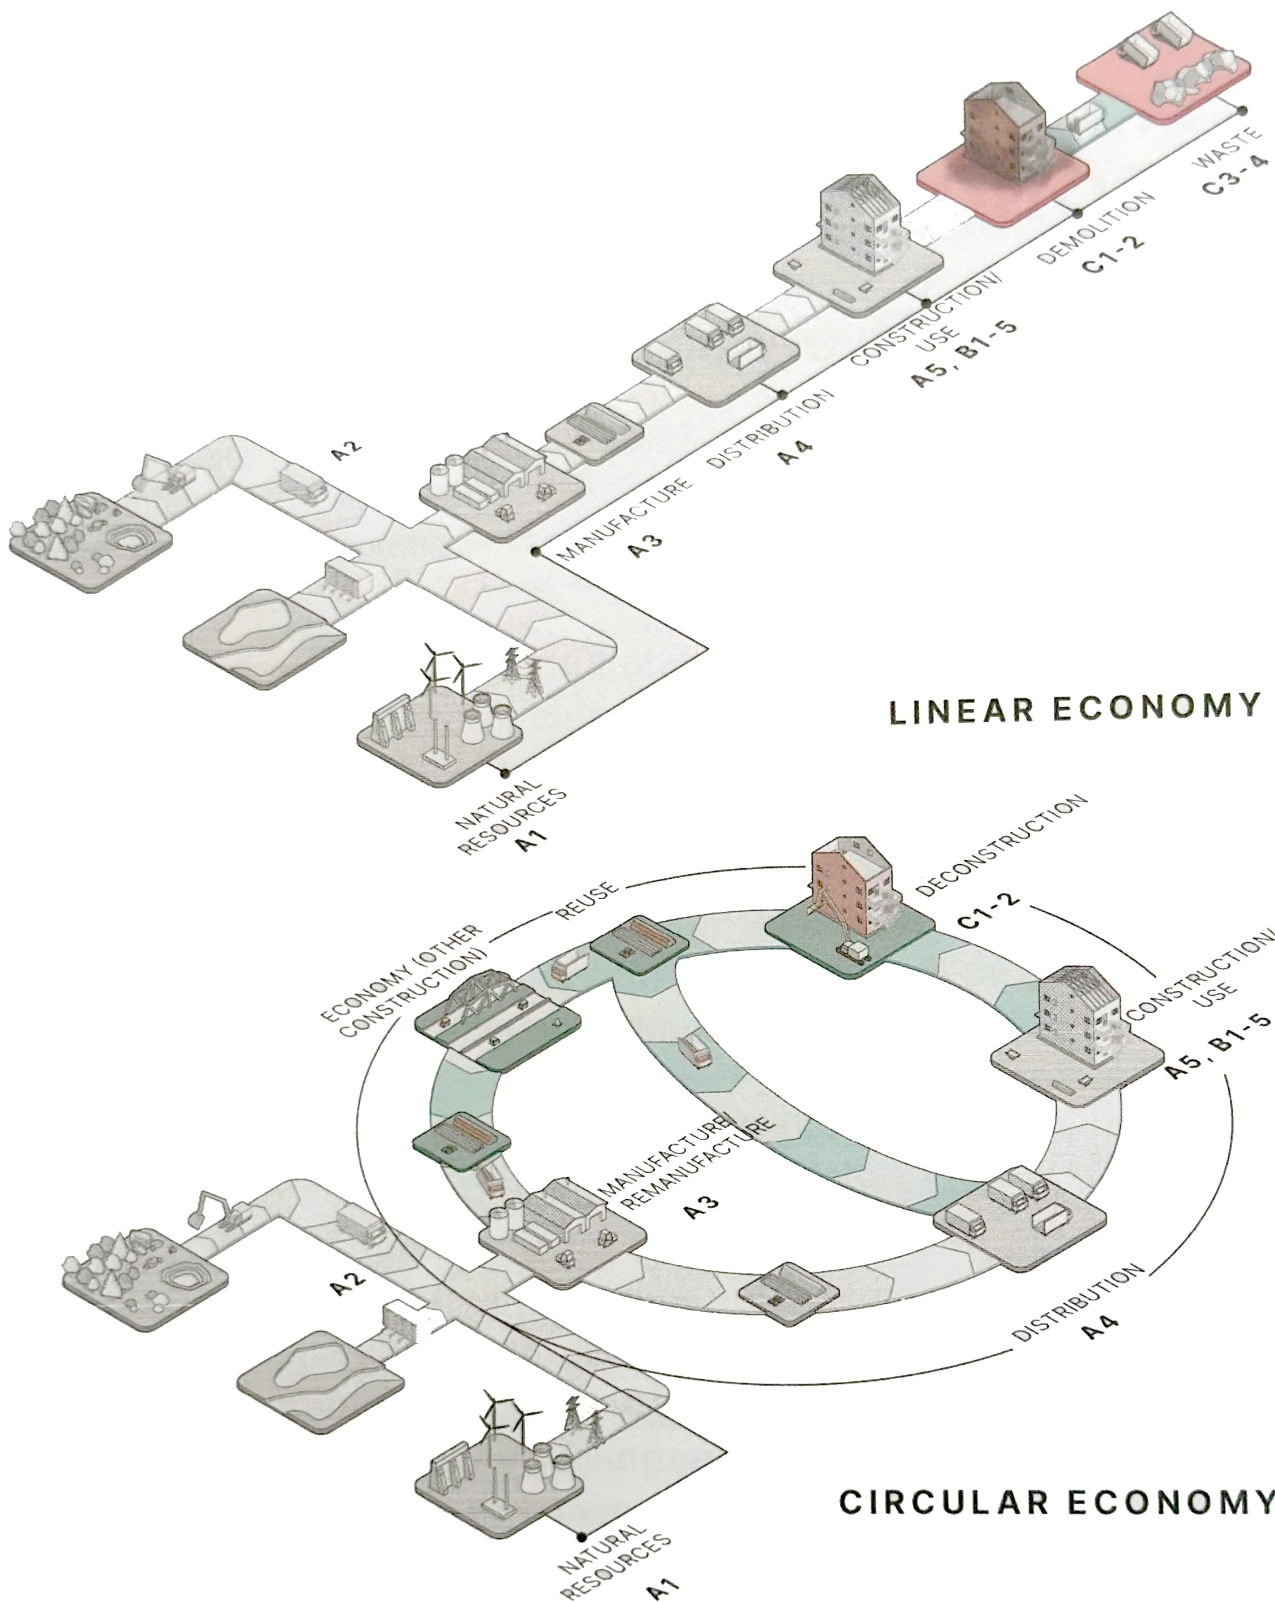 WASTE
C3-4
DEMOLITION
C1-2
CONSTRUCTION/
USE
A5, B1-5
DISTRIBUTION
A4
MANUFACTURE
A3
A2
NATURAL
RESOURCES
A1
LINEAR ECONOMY
DECONSTRUCTION
C1-2
REUSE
ECONOMY (OTHER
CONSTRUCTION)
CONSTRUCTION/
USE
A5, B1-5
MANUFACTURE/
REMANUFACTURE
A3
A2
DISTRIBUTION
A4
NATURAL
RESOURCES
A1
CIRCULAR ECONOMY